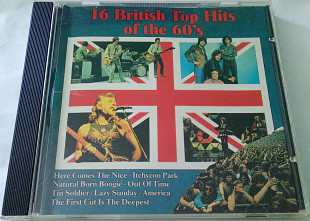 16 British Top Hits
of the 60's
Here Comes The Nice · Itchycoo Park
Natural Born Boogie · Out Of Time
Tin Soldier · Lazy Sunday · America
The First Cut Is The Deepest